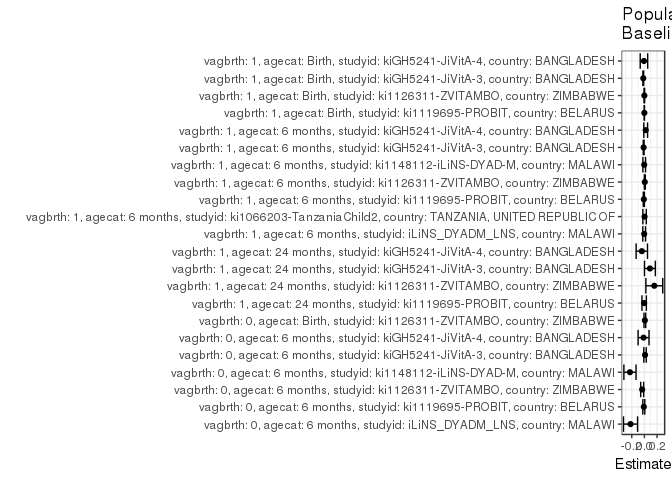 Popula
Baseli
vagbrth: 1, agecat: Birth, studyid: kiGH5241-JiVitA-4, country: BANGLADESH
vagbrth: 1, agecat: Birth, studyid: kiGH5241-JiVitA-3, country: BANGLADESH
vagbrth: 1, agecat: Birth, studyid: ki1126311-ZVITAMBO, country: ZIMBABWE
vagbrth: 1, agecat: Birth, studyid: ki1119695-PROBIT, country: BELARUS
vagbrth: 1, agecat: 6 months, studyid: kiGH5241-JiVitA-4, country: BANGLADESH
vagbrth: 1, agecat: 6 months, studyid: kiGH5241-JiVitA-3, country: BANGLADESH
vagbrth: 1, agecat: 6 months, studyid: ki1148112-iLiNS-DYAD-M, country: MALAWI
vagbrth: 1, agecat: 6 months, studyid: ki1126311-ZVITAMBO, country: ZIMBABWE
vagbrth: 1, agecat: 6 months, studyid: ki1119695-PROBIT, country: BELARUS
vagbrth: 1, agecat: 6 months, studyid: ki1066203-TanzaniaChild2, country: TANZANIA, UNITED REPUBLIC OF
vagbrth: 1, agecat: 6 months, studyid: iLiNS_DYADM_LNS, country: MALAWI
vagbrth: 1, agecat: 24 months, studyid: kiGH5241-JiVitA-4, country: BANGLADESH
vagbrth: 1, agecat: 24 months, studyid: kiGH5241-JiVitA-3, country: BANGLADESH
vagbrth: 1, agecat: 24 months, studyid: ki1126311-ZVITAMBO, country: ZIMBABWE
vagbrth: 1, agecat: 24 months, studyid: ki1119695-PROBIT, country: BELARUS
vagbrth: 0, agecat: Birth, studyid: ki1126311-ZVITAMBO, country: ZIMBABWE
vagbrth: 0, agecat: 6 months, studyid: kiGH5241-JiVitA-4, country: BANGLADESH
vagbrth: 0, agecat: 6 months, studyid: kiGH5241-JiVitA-3, country: BANGLADESH
vagbrth: 0, agecat: 6 months, studyid: ki1148112-iLiNS-DYAD-M, country: MALAWI
vagbrth: 0, agecat: 6 months, studyid: ki1126311-ZVITAMBO, country: ZIMBABWE
vagbrth: 0, agecat: 6 months, studyid: ki1119695-PROBIT, country: BELARUS
vagbrth: 0, agecat: 6 months, studyid: iLiNS_DYADM_LNS, country: MALAWI
-0.2 0.0 0.2
Estimate